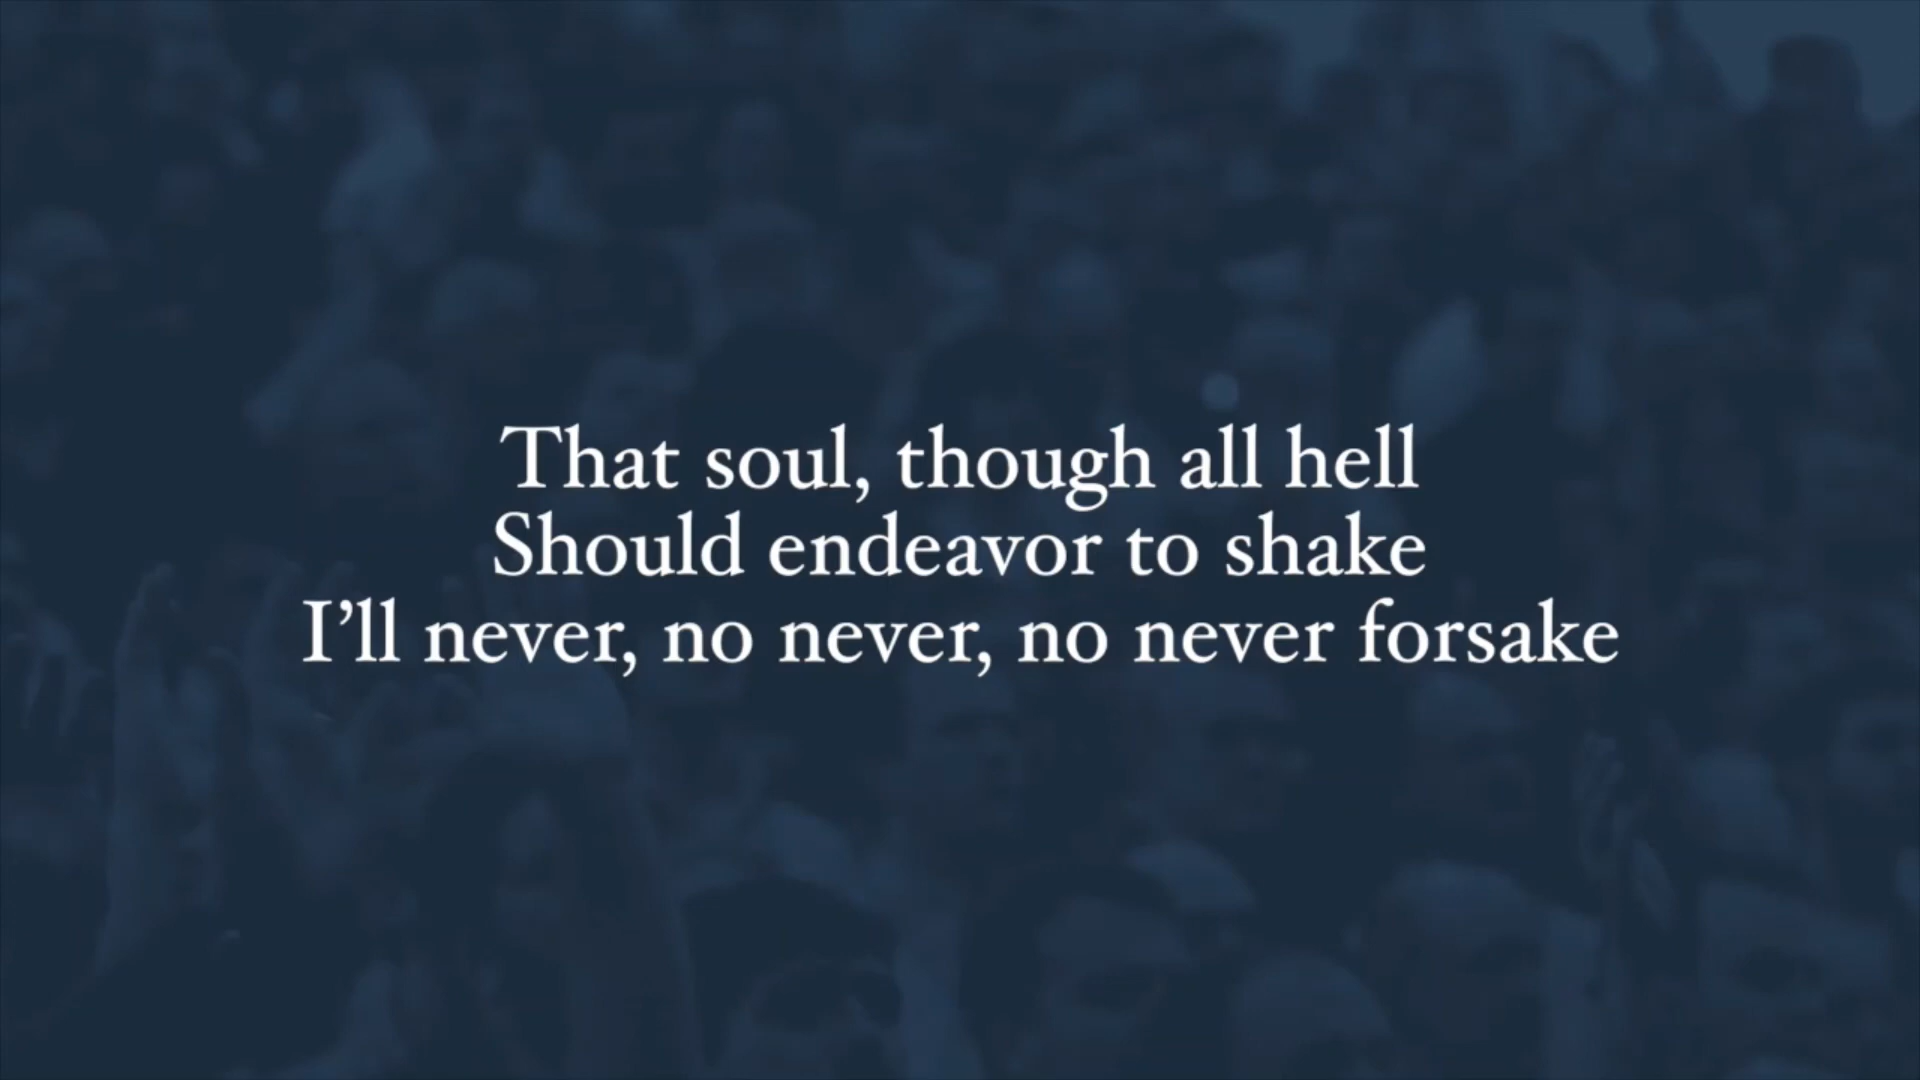 That soul, though all hell
Should endeavor to shake
I’ll never, no never, no never forsake